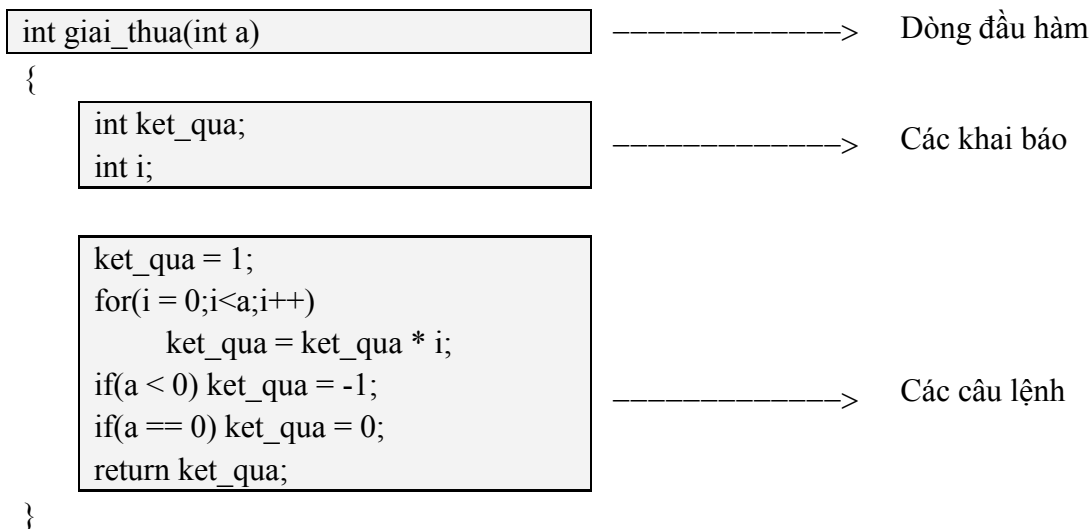 int giai_thua(int a) -------------> Dòng đầu hàm
{
int ket_qua;
int i;
-------------> Các khai báo
ket_qua = 1;
for(i = 0;i<a;i++)
ket_qua = ket_qua * i;
if(a < 0) ket_qua = -1;
if(a == 0) ket_qua = 0;
return ket_qua;
-------------> Các câu lệnh
}